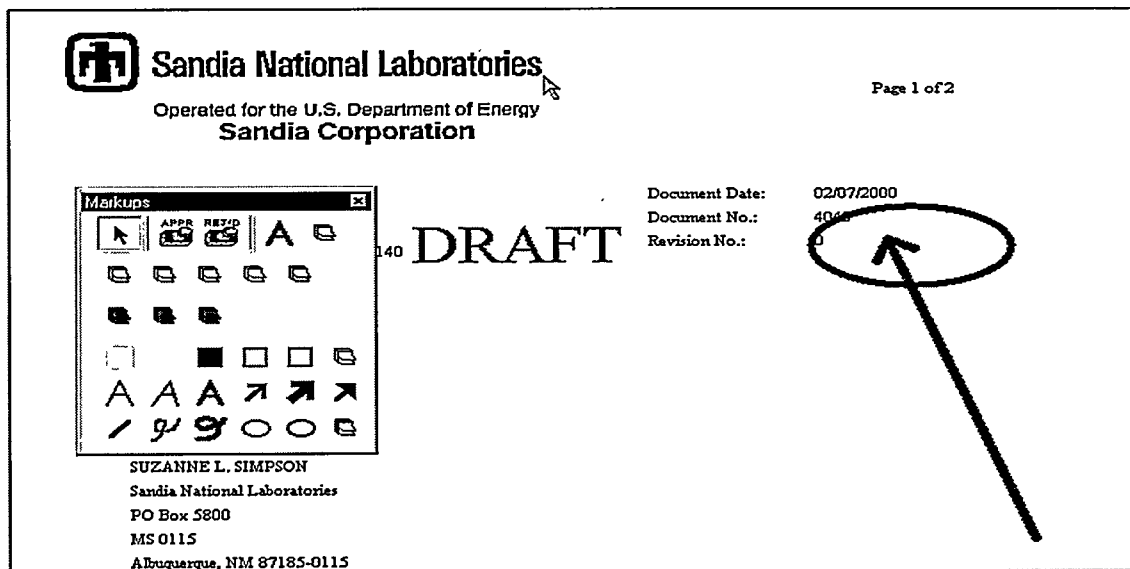 Sandia National Laboratories
Page 1 of 2
Operated for the U.S. Department of Energy
Sandia Corporation
Markups
APPR REJ'D A
140 DRAFT
Document Date: 02/07/2000
Document No.:
Revision No.: 0
A A A
SUZANNE L. SIMPSON
Sandia National Laboratories
PO Box 5800
MS 0115
Albuquerque, NM 87185-0115